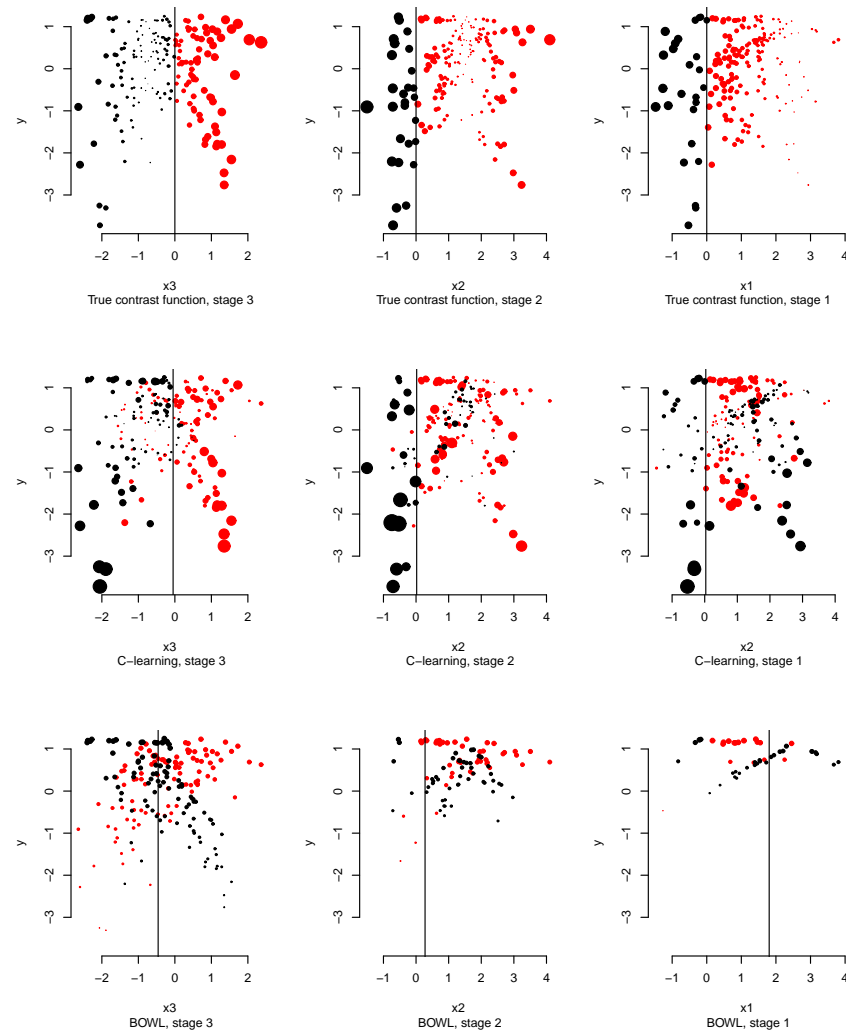 y
1
0
−1
−2
−3
−2 −1 0 1 2
x3
True contrast function, stage 3
y
1
0
−1
−2
−3
−1 0 1 2 3 4
x2
True contrast function, stage 2
y
1
0
−1
−2
−3
−1 0 1 2 3 4
x1
True contrast function, stage 1
y
1
0
−1
−2
−3
−2 −1 0 1 2
x3
C−learning, stage 3
y
1
0
−1
−2
−3
−1 0 1 2 3 4
x2
C−learning, stage 2
y
1
0
−1
−2
−3
−1 0 1 2 3 4
x2
C−learning, stage 1
y
1
0
−1
−2
−3
−2 −1 0 1 2
x3
BOWL, stage 3
y
1
0
−1
−2
−3
−1 0 1 2 3 4
x2
BOWL, stage 2
y
1
0
−1
−2
−3
−1 0 1 2 3 4
x1
BOWL, stage 1